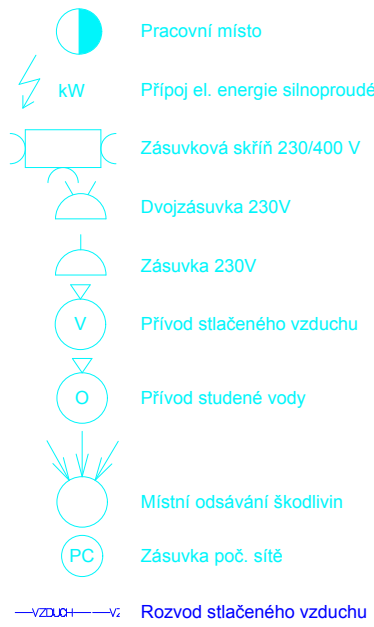 Pracovní místo
kW Přípoj el. energie silnoproudé
Zásuvková skříň 230/400 V
Dvojzásuvka 230V
Zásuvka 230V
V Přívod stlačeného vzduchu
O Přívod studené vody
Místní odsávání škodlivin
PC Zásuvka poč. sítě
VZDUCH VZ Rozvod stlačeného vzduchu